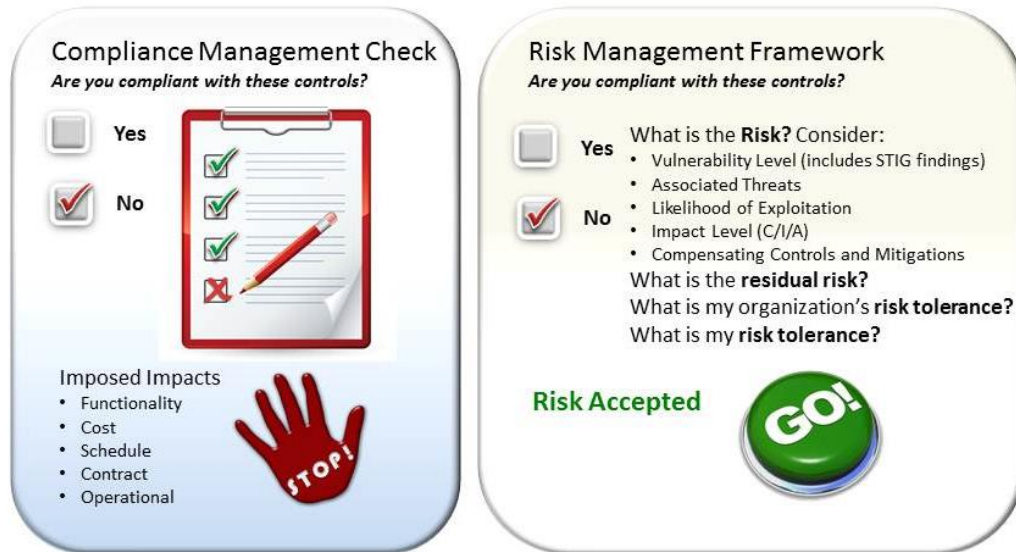 Compliance Management Check
Are you compliant with these controls?
Yes
No
Imposed Impacts
• Functionality
• Cost
• Schedule
• Contract
• Operational
STOP!
Risk Management Framework
Are you compliant with these controls?
Yes
No
What is the Risk? Consider:
• Vulnerability Level (includes STIG findings)
• Associated Threats
• Likelihood of Exploitation
• Impact Level (C/I/A)
• Compensating Controls and Mitigations
What is the residual risk?
What is my organization’s risk tolerance?
What is my risk tolerance?
Risk Accepted
GO!